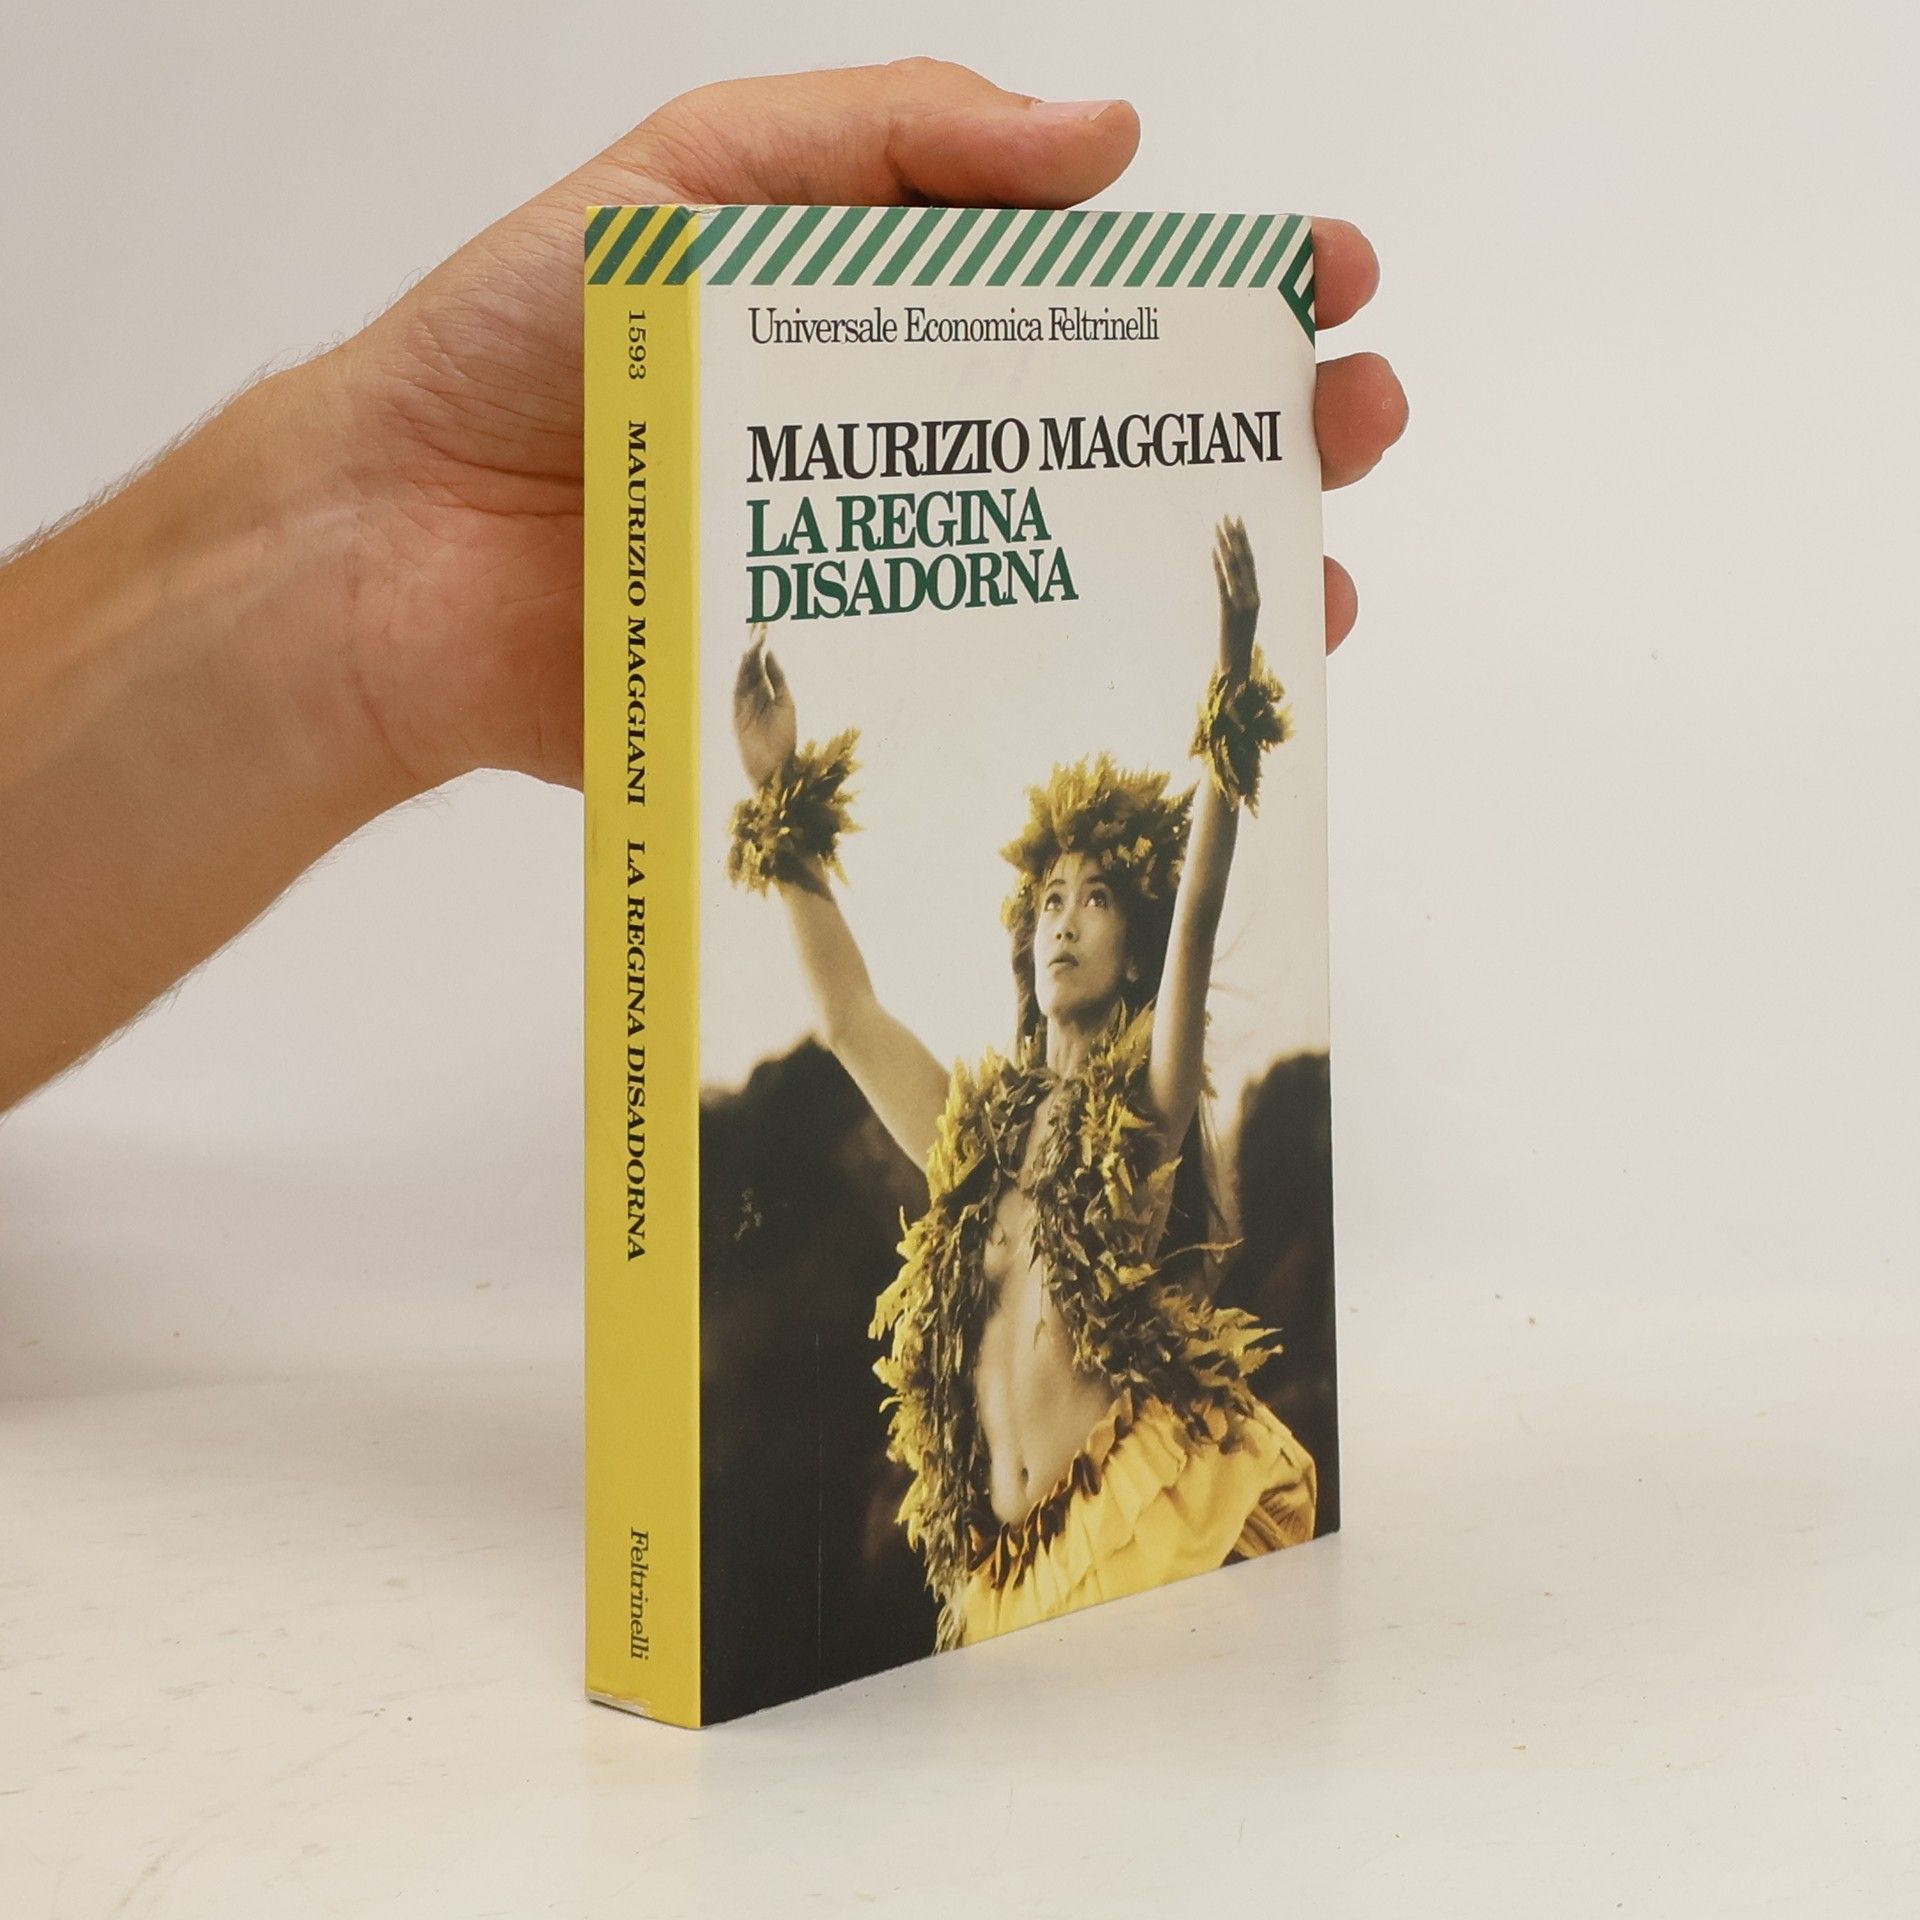 1593 MAURIZIO MAGGIANI LA REGINA DISADORNA Feltrinelli
Universale Economica Feltrinelli
MAURIZIO MAGGIANI
LA REGINA
DISADORNA